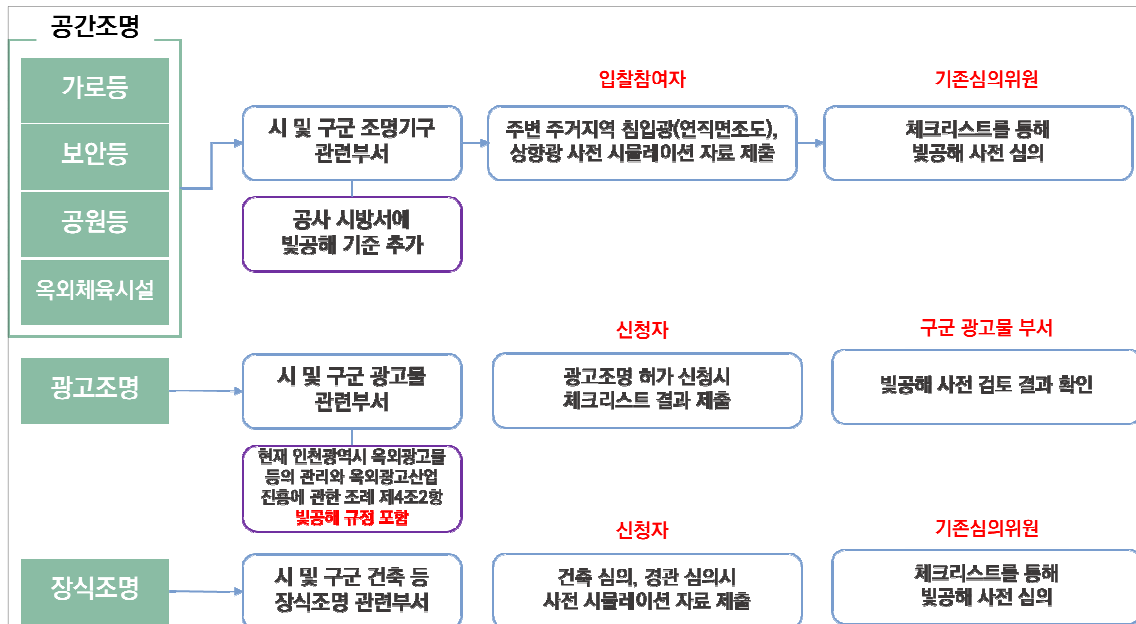 공간조명
가로등
보안등
공원등
옥외체육시설
시 및 구군 조명기구
관련부서
공사 시방서에
빛공해 기준 추가
입찰참여자
주변 주거지역 침입광(연직면조도),
상향광 사전 시뮬레이션 자료 제출
기존심의위원
체크리스트를 통해
빛공해 사전 심의
광고조명
시 및 구군 광고물
관련부서
현재 인천광역시 옥외광고물
등의 관리와 옥외광고산업
진흥에 관한 조례 제4조2항
빛공해 규정 포함
신청자
광고조명 허가 신청시
체크리스트 결과 제출
구군 광고물 부서
빛공해 사전 검토 결과 확인
장식조명
시 및 구군 건축 등
장식조명 관련부서
신청자
건축 심의, 경관 심의시
사전 시뮬레이션 자료 제출
기존심의위원
체크리스트를 통해
빛공해 사전 심의